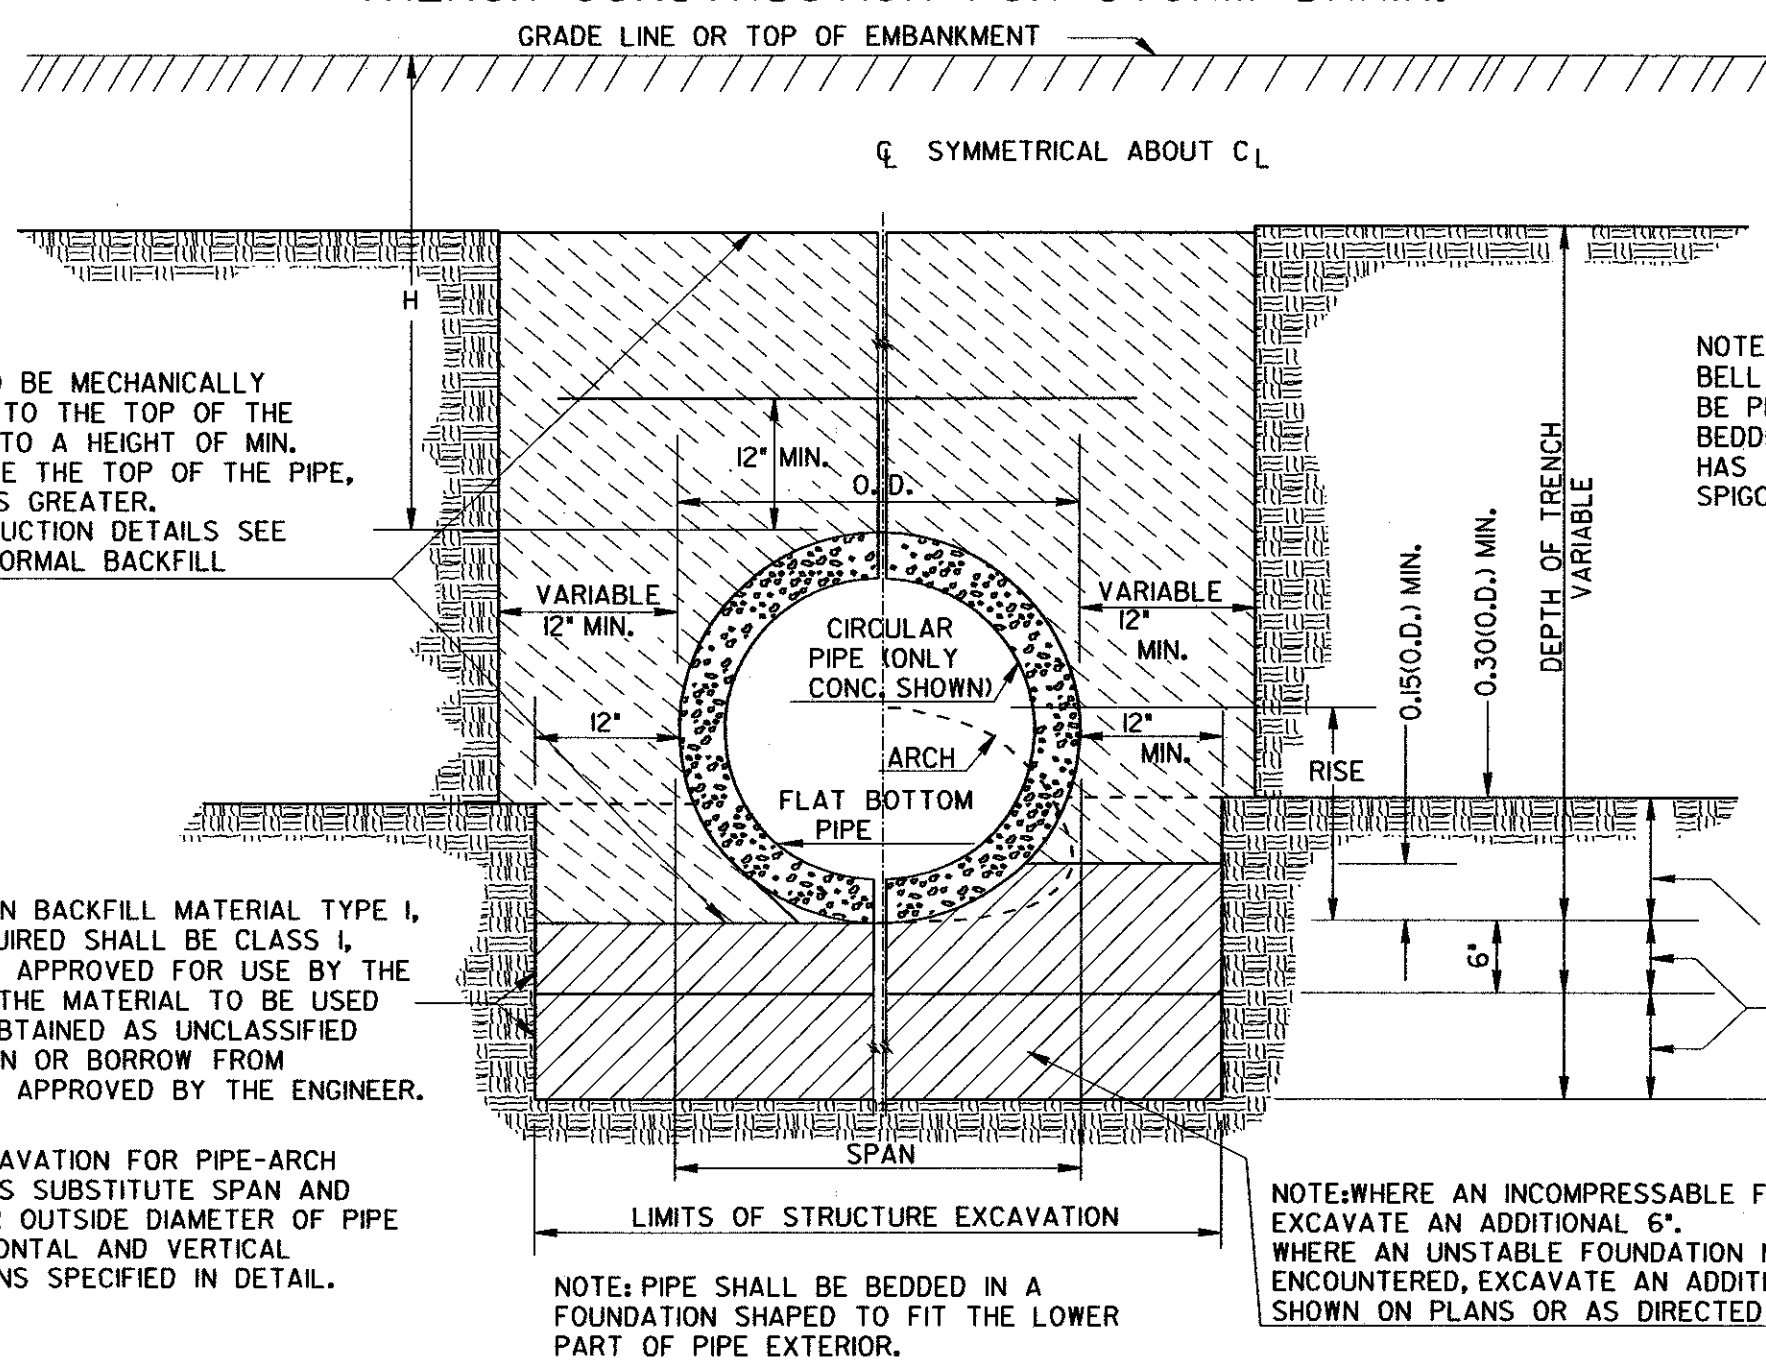 GRADE LINE OR TOP OF EMBANKMENT
℄ SYMMETRICAL ABOUT CL
H
BE MECHANICALLY
TO THE TOP OF THE
TO A HEIGHT OF MIN.
E THE TOP OF THE PIPE,
S GREATER.
UCTION DETAILS SEE
ORMAL BACKFILL
12" MIN.
O.D.
VARIABLE
12" MIN.
VARIABLE
12"
MIN.
CIRCULAR
PIPE (ONLY
CONC. SHOWN)
12"
12"
MIN.
ARCH
RISE
FLAT BOTTOM
PIPE
0.15(O.D.) MIN.
0.30(O.D.) MIN.
DEPTH OF TRENCH
VARIABLE
6"
NOTE
BELL
BE P
BEDD
HAS
SPIGO
N BACKFILL MATERIAL TYPE I,
UIRED SHALL BE CLASS I,
APPROVED FOR USE BY THE
THE MATERIAL TO BE USED
BTAINED AS UNCLASSIFIED
N OR BORROW FROM
APPROVED BY THE ENGINEER.
AVATION FOR PIPE-ARCH
S SUBSTITUTE SPAN AND
R OUTSIDE DIAMETER OF PIPE
ONTAL AND VERTICAL
NS SPECIFIED IN DETAIL.
SPAN
LIMITS OF STRUCTURE EXCAVATION
NOTE: PIPE SHALL BE BEDDED IN A
FOUNDATION SHAPED TO FIT THE LOWER
PART OF PIPE EXTERIOR.
NOTE:WHERE AN INCOMPRESSABLE F
EXCAVATE AN ADDITIONAL 6".
WHERE AN UNSTABLE FOUNDATION
ENCOUNTERED, EXCAVATE AN ADDITI
SHOWN ON PLANS OR AS DIRECTED